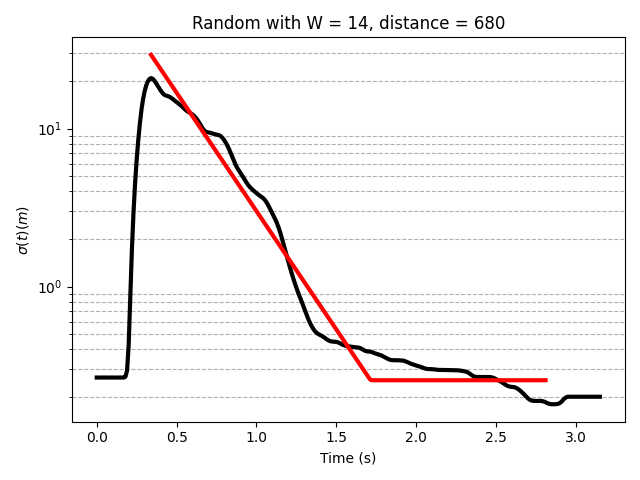 Random with W = 14, distance = 680
σ(t)(m)
10¹
10⁰
0.0 0.5 1.0 1.5 2.0 2.5 3.0
Time (s)